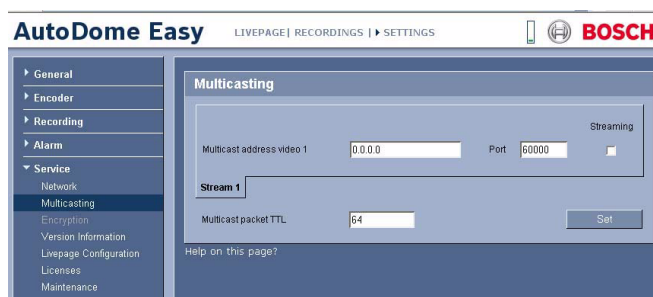 AutoDome Easy LIVEPAGE| RECORDINGS | SETTINGS BOSCH
General
Encoder
Recording
Alarm
Service
Network
Multicasting
Encryption
Version Information
Livepage Configuration
Licenses
Maintenance
Multicasting
Streaming
Multicast address video 1 0.0.0.0 Port 60000
Stream 1
Multicast packet TTL 64 Set
Help on this page?